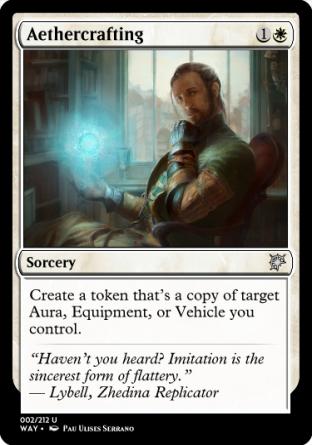 Aethercrafting 1
Sorcery
Create a token that's a copy of target
Aura, Equipment, or Vehicle you
control.
“Haven't you heard? Imitation is the
sincerest form of flattery.”
— Lybell, Zhedina Replicator
002/212 U
WAY • Pau Ulises Serrano